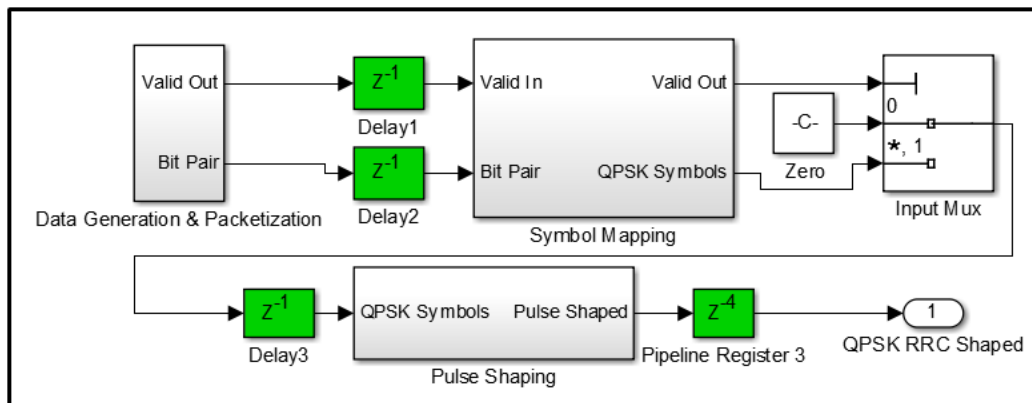 Valid Out
Bit Pair
Data Generation & Packetization
Z-1
Delay1
Z-1
Delay2
Valid In
Valid Out
Bit Pair
QPSK Symbols
Symbol Mapping
-C-
Zero
0
*, 1
Input Mux
Z-1
Delay3
QPSK Symbols
Pulse Shaped
Pulse Shaping
Z-4
Pipeline Register 3
1
QPSK RRC Shaped